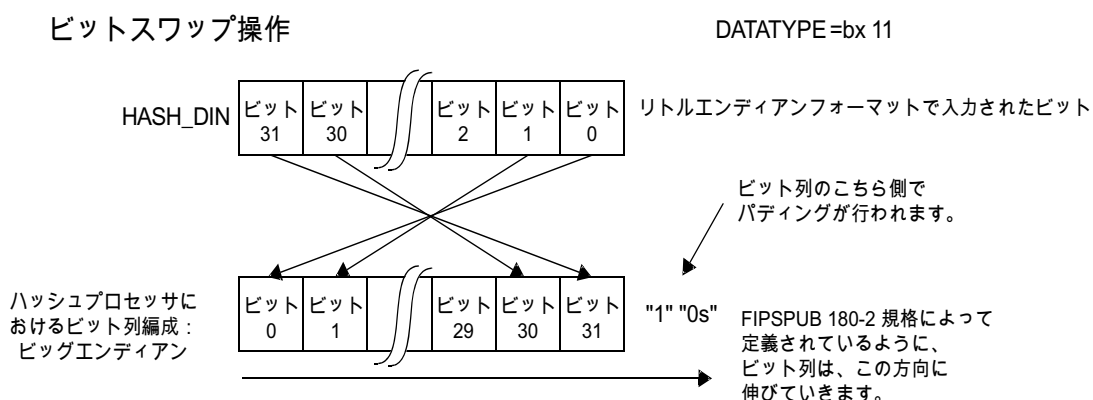 ビットスワップ操作
DATATYPE=bx 11
HASH_DIN
ビット
31
ビット
30
ビット
2
ビット
1
ビット
0
リトルエンディアンフォーマットで入力されたビット
ビット列のこちら側で
パディングが行われます。
ハッシュプロセッサに
おけるビット列編成：
ビッグエンディアン
ビット
0
ビット
1
ビット
29
ビット
30
ビット
31
"1" "0s"
FIPSPUB 180-2 規格によって
定義されているように、
ビット列は、この方向に
伸びていきます。